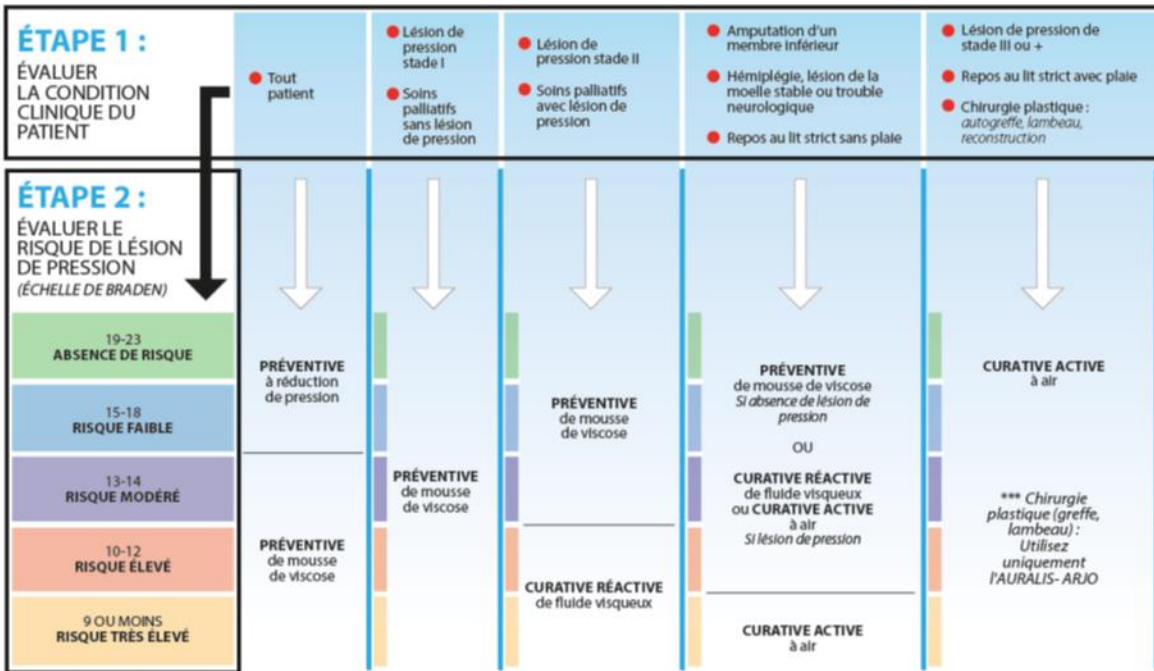 ÉTAPE 1 :
ÉVALUER
LA CONDITION
CLINIQUE DU
PATIENT
Tout
patient
Lésion de
pression
stade I
Soins
palliatifs
sans lésion
de pression
Lésion de
pression stade II
Soins palliatifs
avec lésion de
pression
Amputation d'un
membre inférieur
Hémiplégie, lésion de la
moelle stable ou trouble
neurologique
Repos au lit strict sans plaie
Lésion de pression de
stade III ou +
Repos au lit strict avec plaie
Chirurgie plastique :
autogreffe, lambeau,
reconstruction
ÉTAPE 2 :
ÉVALUER LE
RISQUE DE LÉSION
DE PRESSION
(ÉCHELLE DE BRADEN)
19-23
ABSENCE DE RISQUE
15-18
RISQUE FAIBLE
13-14
RISQUE MODÉRÉ
10-12
RISQUE ÉLEVÉ
9 OU MOINS
RISQUE TRÈS ÉLEVÉ
PRÉVENTIVE
à réduction
de pression
PRÉVENTIVE
de mousse
de viscose
PRÉVENTIVE
de mousse
de viscose
PRÉVENTIVE
de mousse
de viscose
CURATIVE RÉACTIVE
de fluide visqueux
PRÉVENTIVE
de mousse de viscose
Si absence de lésion de
pression
OU
CURATIVE RÉACTIVE
de fluide visqueux
ou CURATIVE ACTIVE
à air
Si lésion de pression
CURATIVE ACTIVE
à air
CURATIVE ACTIVE
à air
*** Chirurgie
plastique (greffe,
lambeau) :
Utilisez
uniquement
l'AURALIS- ARJO